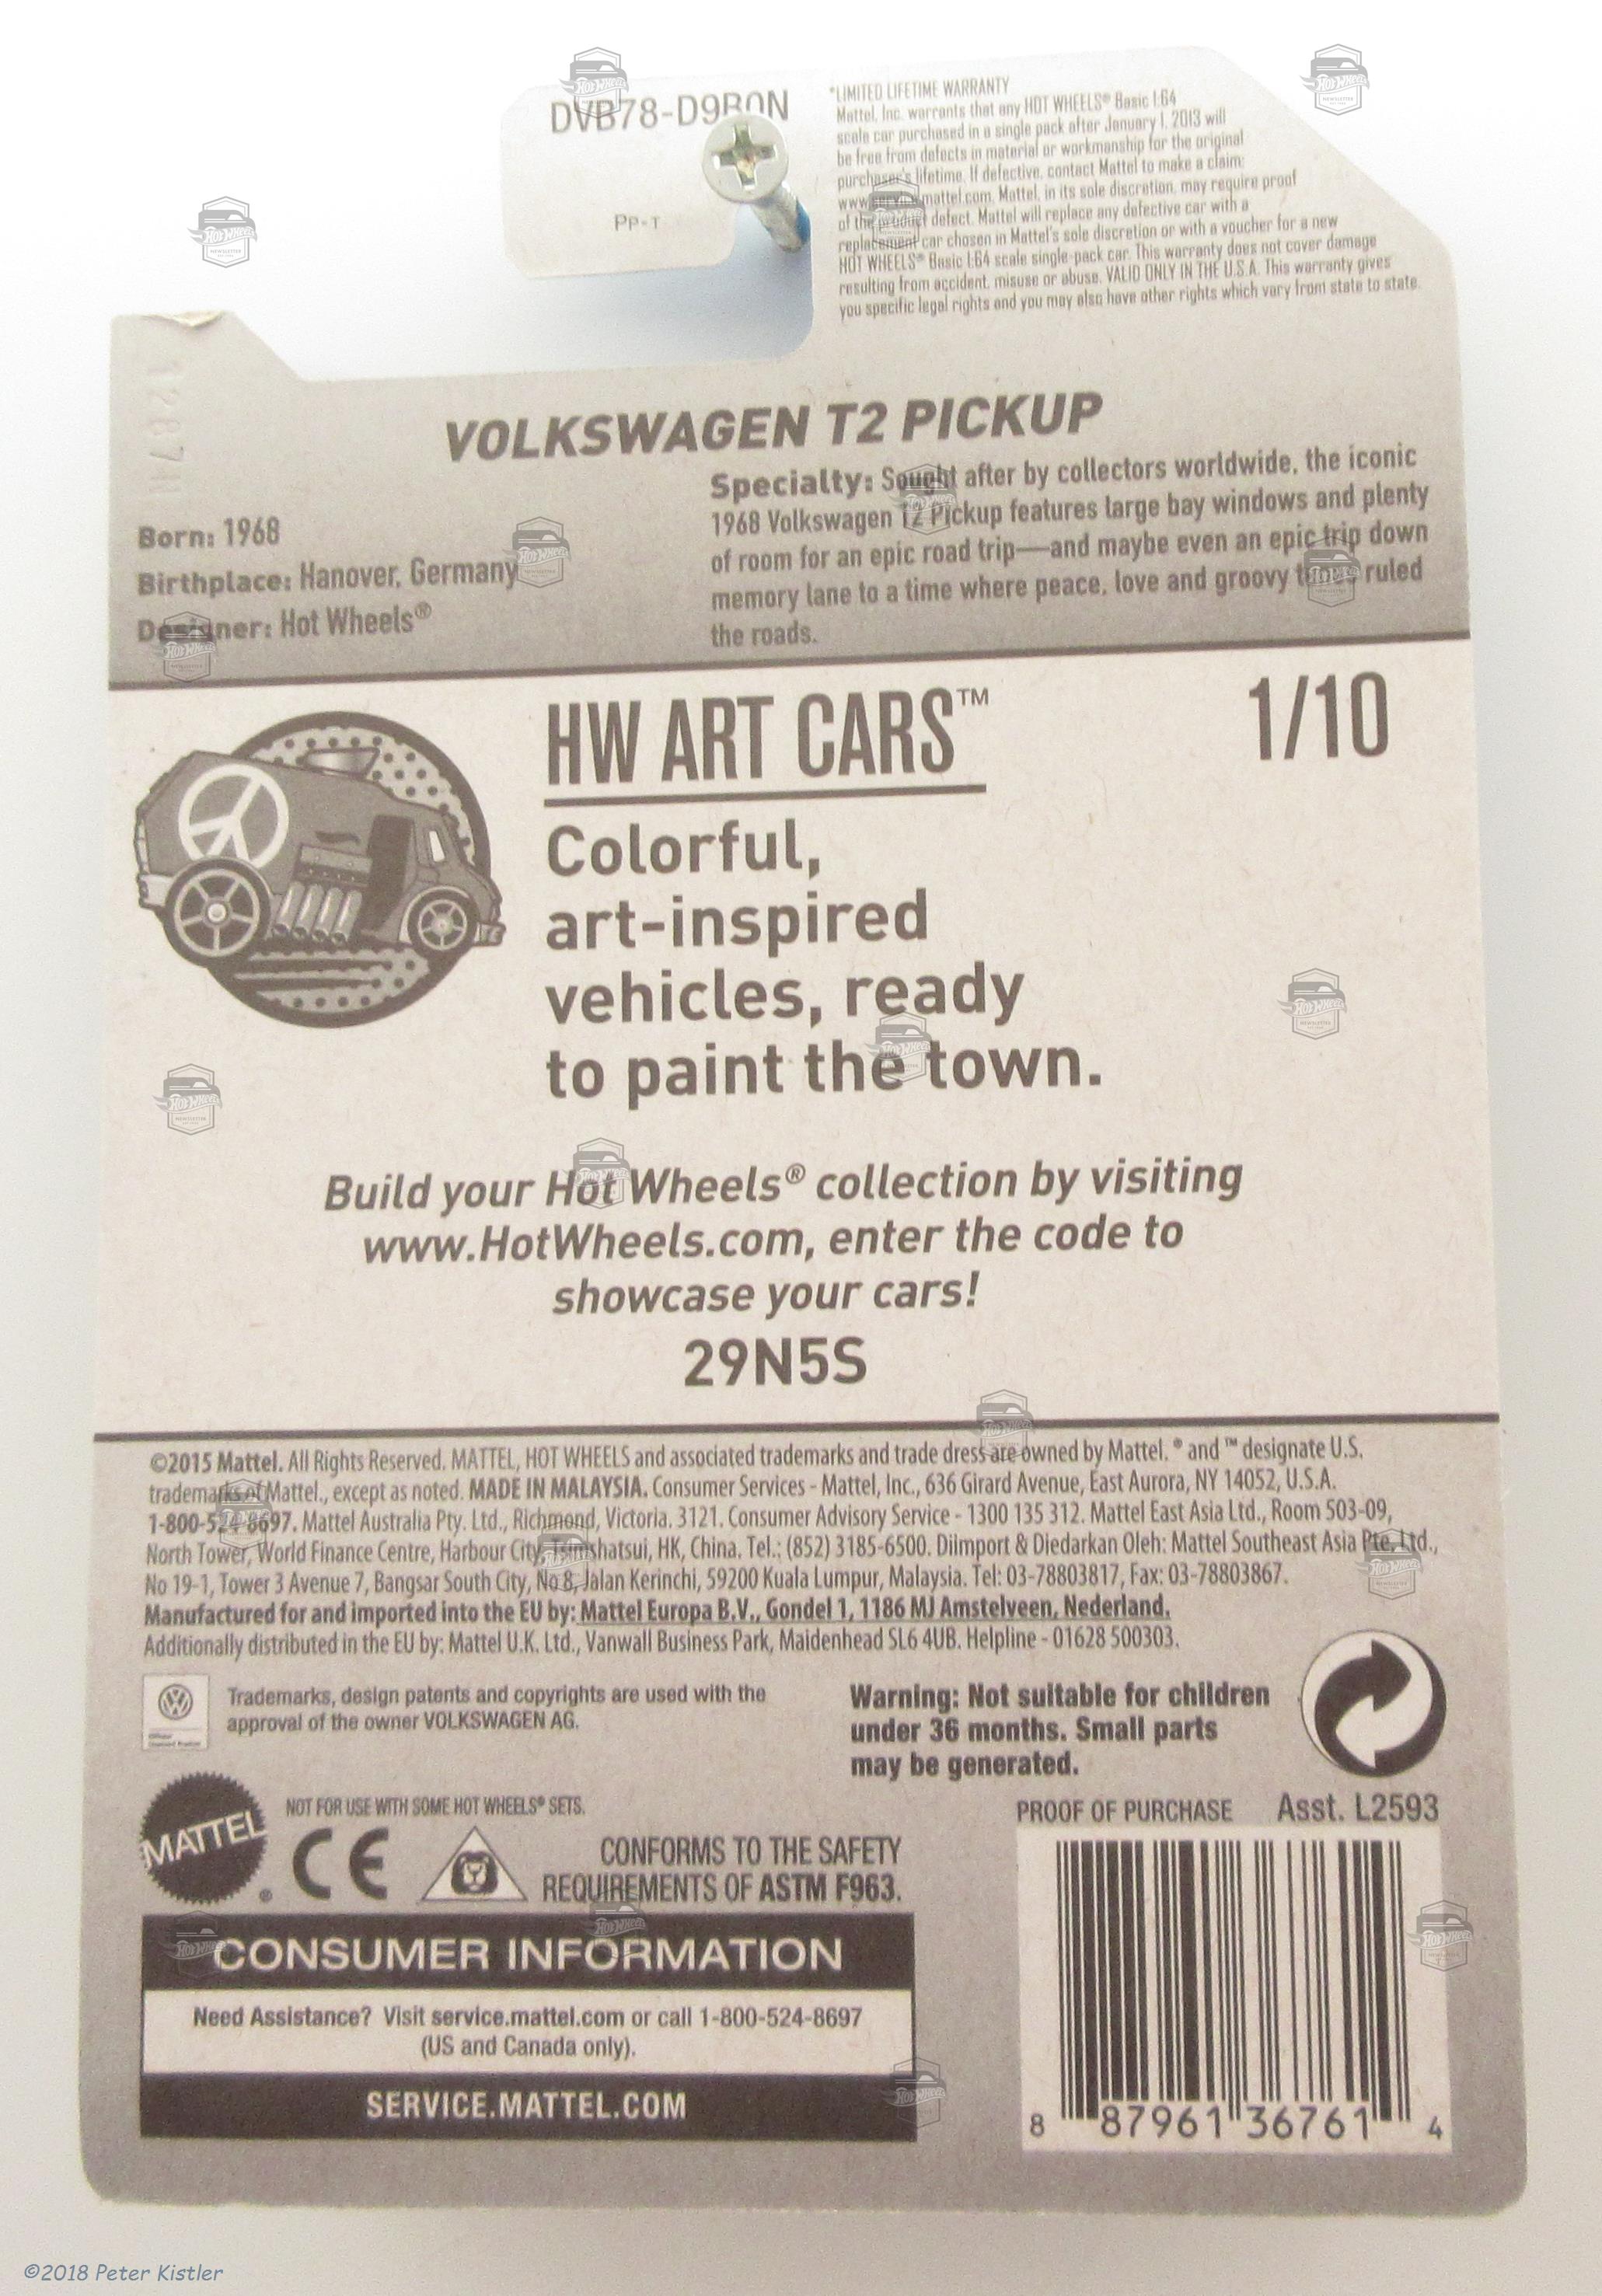 DVB78-D9B0N
Pp-T
*LIMITED LIFETIME WARRANTY
Mattel, Inc. warrants that any HOT WHEELS® Basic 1:64
scale car purchased in a single pack after January 1, 2013 will
be free from defects in material or workmanship for the original
purchaser's lifetime. If defective, contact Mattel to make a claim:
www.service.mattel.com. Mattel, in its sole discretion, may require proof
of the product defect. Mattel will replace any defective car with a
replacement car chosen in Mattel's sole discretion or with a voucher for a new
HOT WHEELS® Basic 1:64 scale single-pack car. This warranty does not cover damage
resulting from accident, misuse or abuse. VALID ONLY IN THE U.S.A. This warranty gives
you specific legal rights and you may also have other rights which vary from state to state.
VOLKSWAGEN T2 PICKUP
Born: 1968
Birthplace: Hanover, Germany
Designer: Hot Wheels®
Specialty: Sought after by collectors worldwide, the iconic
1968 Volkswagen T2 Pickup features large bay windows and plenty
of room for an epic road trip—and maybe even an epic trip down
memory lane to a time where peace, love and groovy tunes ruled
the roads.
HW ART CARS™
1/10
Colorful,
art-inspired
vehicles, ready
to paint the town.
Build your Hot Wheels® collection by visiting
www.HotWheels.com, enter the code to
showcase your cars!
29N5S
©2015 Mattel. All Rights Reserved. MATTEL, HOT WHEELS and associated trademarks and trade dress are owned by Mattel. ® and ™ designate U.S.
trademarks of Mattel., except as noted. MADE IN MALAYSIA. Consumer Services - Mattel, Inc., 636 Girard Avenue, East Aurora, NY 14052, U.S.A.
1-800-524-8697. Mattel Australia Pty. Ltd., Richmond, Victoria. 3121. Consumer Advisory Service - 1300 135 312. Mattel East Asia Ltd., Room 503-09,
North Tower, World Finance Centre, Harbour City, Tsimshatsui, HK, China. Tel.: (852) 3185-6500. Diimport & Diedarkan Oleh: Mattel Southeast Asia Pte. Ltd.,
No 19-1, Tower 3 Avenue 7, Bangsar South City, No 8, Jalan Kerinchi, 59200 Kuala Lumpur, Malaysia. Tel: 03-78803817, Fax: 03-78803867.
Manufactured for and imported into the EU by: Mattel Europa B.V., Gondel 1, 1186 MJ Amstelveen, Nederland.
Additionally distributed in the EU by: Mattel U.K. Ltd., Vanwall Business Park, Maidenhead SL6 4UB. Helpline - 01628 500303.
Trademarks, design patents and copyrights are used with the
approval of the owner VOLKSWAGEN AG.
Warning: Not suitable for children
under 36 months. Small parts
may be generated.
MATTEL
®
NOT FOR USE WITH SOME HOT WHEELS® SETS.
CE
CONFORMS TO THE SAFETY
REQUIREMENTS OF ASTM F963.
PROOF OF PURCHASE Asst. L2593
CONSUMER INFORMATION
Need Assistance? Visit service.mattel.com or call 1-800-524-8697
(US and Canada only).
SERVICE.MATTEL.COM
8 87961 36761 4
©2018 Peter Kistler